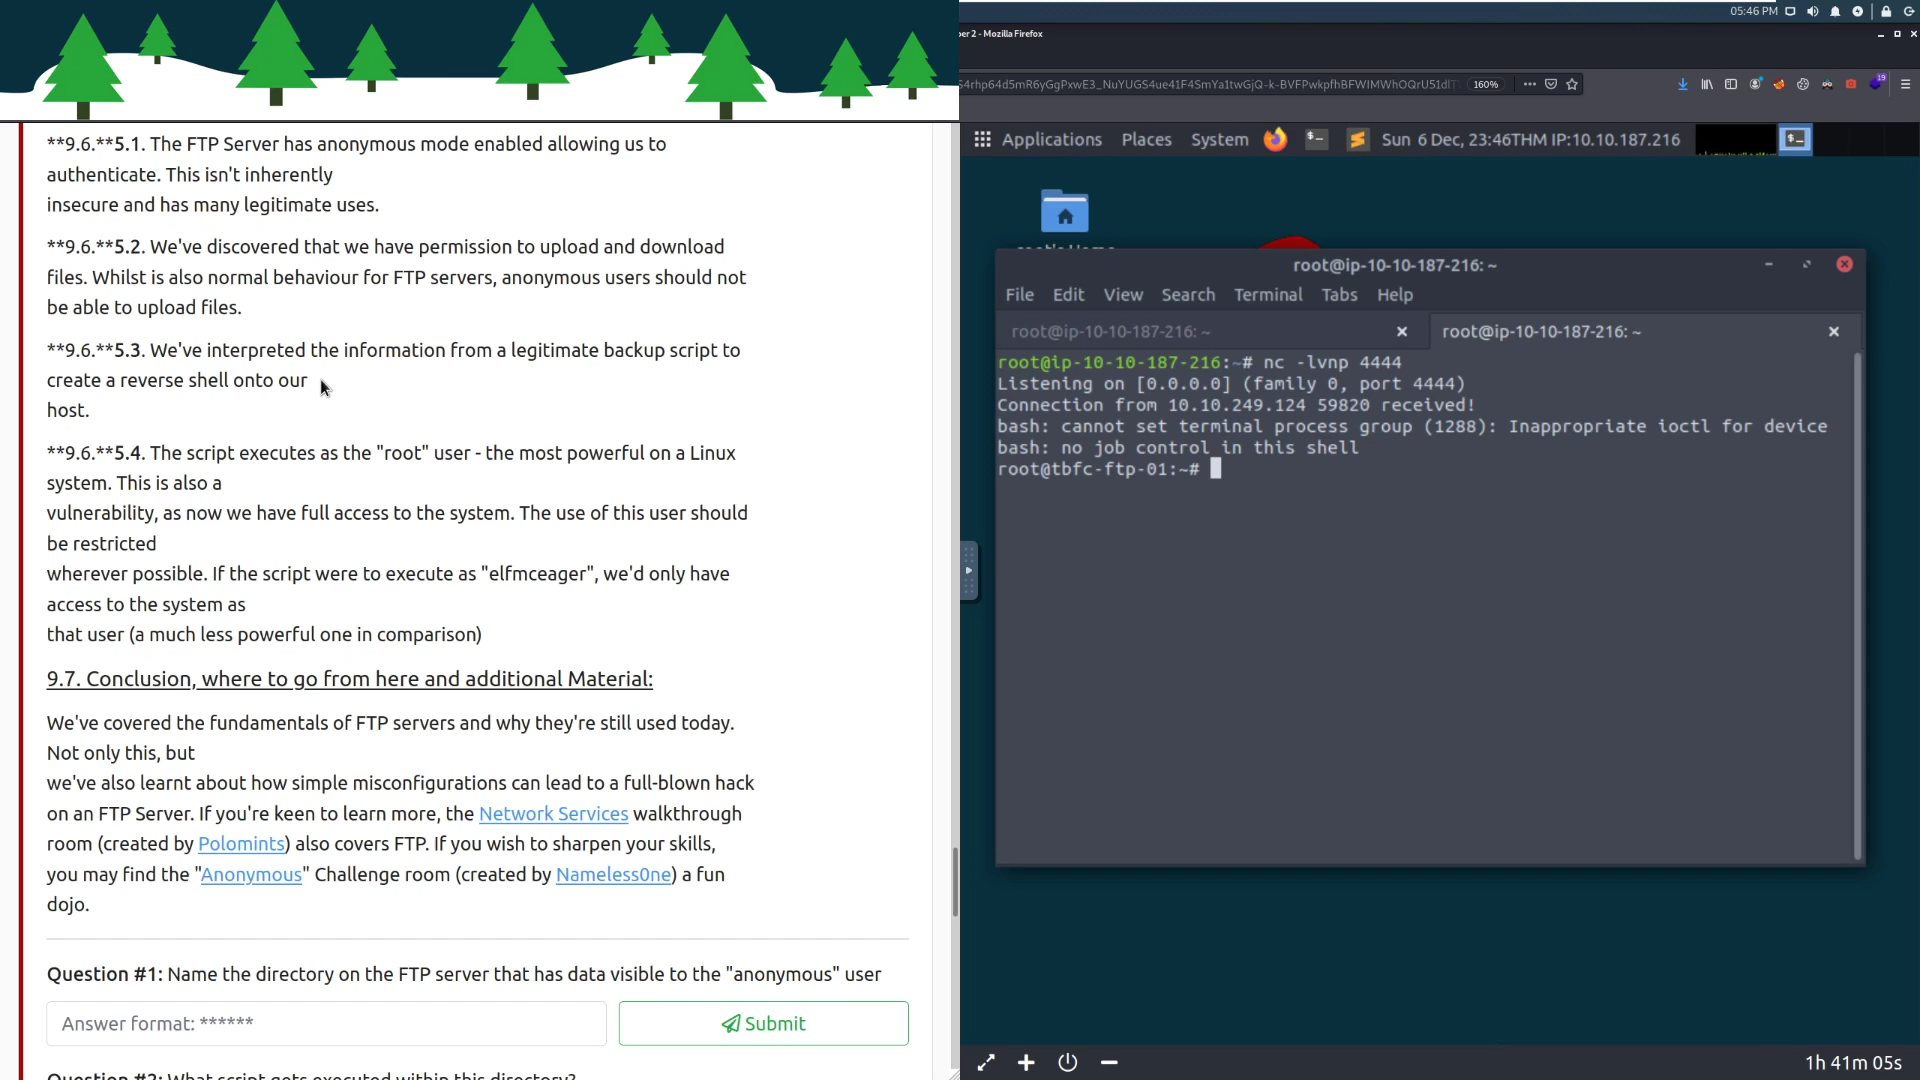 **9.6.**5.1. The FTP Server has anonymous mode enabled allowing us to
authenticate. This isn't inherently
insecure and has many legitimate uses.
**9.6.**5.2. We've discovered that we have permission to upload and download
files. Whilst is also normal behaviour for FTP servers, anonymous users should not
be able to upload files.
**9.6.**5.3. We've interpreted the information from a legitimate backup script to
create a reverse shell onto our
host.
**9.6.**5.4. The script executes as the "root" user - the most powerful on a Linux
system. This is also a
vulnerability, as now we have full access to the system. The use of this user should
be restricted
wherever possible. If the script were to execute as "elfmceager", we'd only have
access to the system as
that user (a much less powerful one in comparison)
9.7. Conclusion, where to go from here and additional Material:
We've covered the fundamentals of FTP servers and why they're still used today.
Not only this, but
we've also learnt about how simple misconfigurations can lead to a full-blown hack
on an FTP Server. If you're keen to learn more, the Network Services walkthrough
room (created by Polomints) also covers FTP. If you wish to sharpen your skills,
you may find the "Anonymous" Challenge room (created by Nameless0ne) a fun
dojo.
Question #1: Name the directory on the FTP server that has data visible to the "anonymous" user
Answer format: ******
Submit
Question #2: What script gets executed within this directory?
05:46 PM
per 2 - Mozilla Firefox
160%
19
Applications Places System Sun 6 Dec, 23:46THM IP:10.10.187.216
root's Home
root@ip-10-10-187-216: ~
File Edit View Search Terminal Tabs Help
root@ip-10-10-187-216: ~ root@ip-10-10-187-216: ~
root@ip-10-10-187-216:~# nc -lvnp 4444
Listening on [0.0.0.0] (family 0, port 4444)
Connection from 10.10.249.124 59820 received!
bash: cannot set terminal process group (1288): Inappropriate ioctl for device
bash: no job control in this shell
root@tbfc-ftp-01:~#
1h 41m 05s